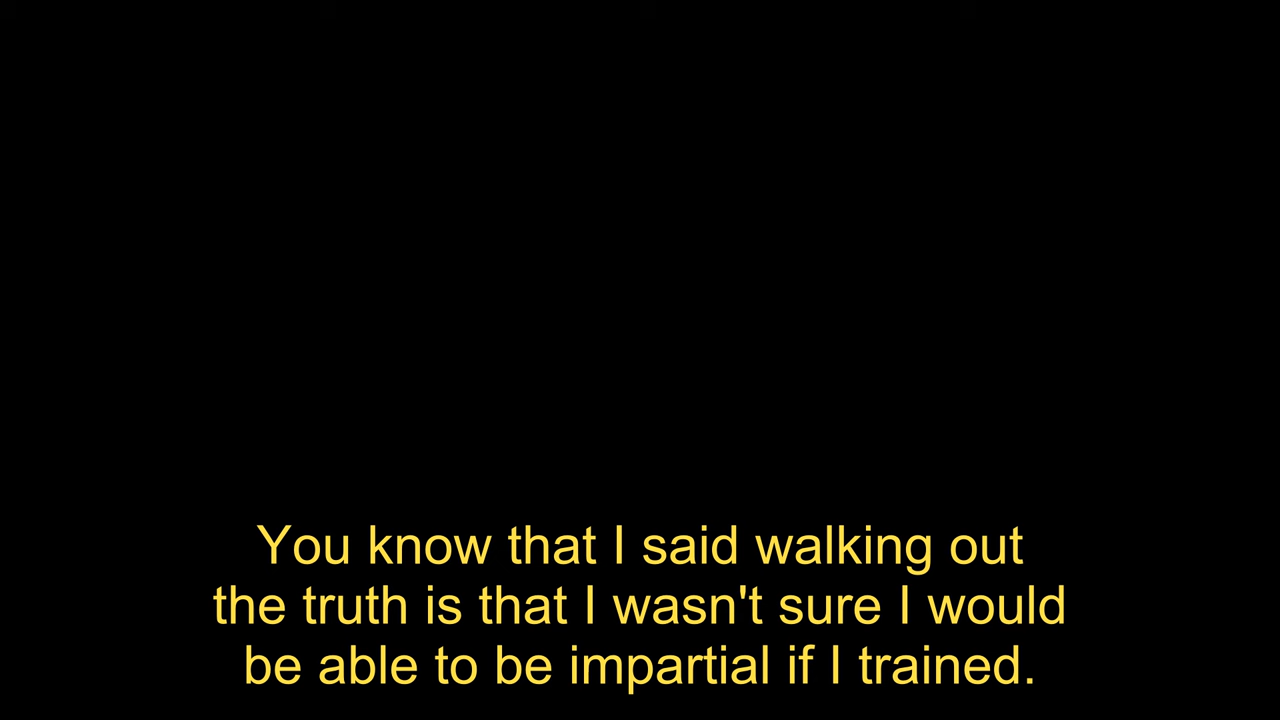 You know that I said walking out
the truth is that I wasn't sure I would
be able to be impartial if I trained.